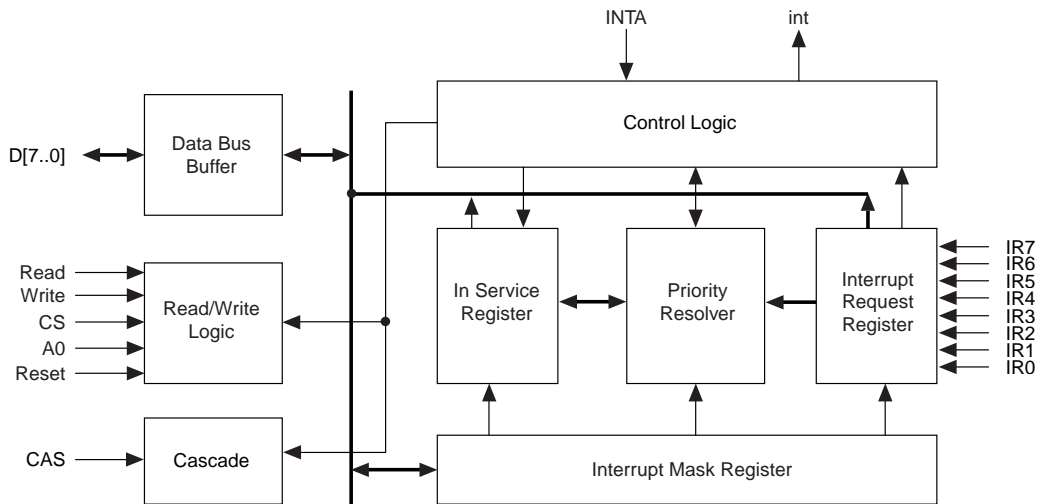 INTA
int
Control Logic
D[7..0]
Data Bus
Buffer
Read
Write
CS
A0
Reset
Read/Write
Logic
In Service
Register
Priority
Resolver
Interrupt
Request
Register
IR7
IR6
IR5
IR4
IR3
IR2
IR1
IR0
CAS
Cascade
Interrupt Mask Register